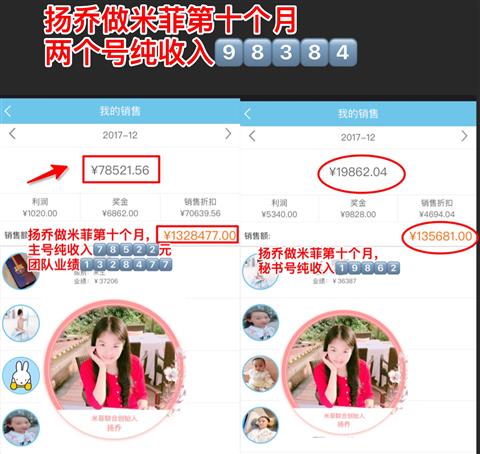 扬乔做米菲第十个月
两个号纯收入98384
我的销售
2017-12
¥78521.56
利润 奖金 销售折扣
¥1020.00 ¥6862.00 ¥70639.56
销售额: ¥1328477.00
扬乔做米菲第十个月，
主号纯收入78522元
团队业绩1328477
业绩: ¥ 37206
米菲联合创始人
扬乔
我的销售
2017-12
¥19862.04
利润 奖金 销售折扣
¥5340.00 ¥9828.00 ¥4694.04
销售额: ¥135681.00
扬乔做米菲第十个月，
秘书号纯收入19862
业绩: ¥ 36387
米菲联合创始人
扬乔